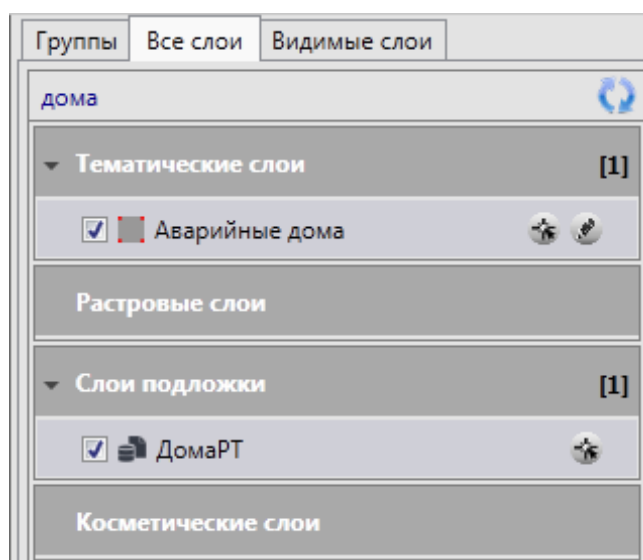 Группы Все слои Видимые слои
дома
Тематические слои [1]
Аварийные дома
Растровые слои
Слои подложки [1]
ДомаРТ
Косметические слои